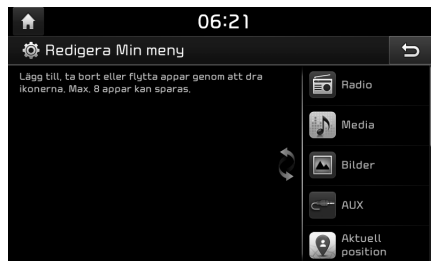 06:21
Redigera Min meny
Lägg till, ta bort eller flytta appar genom att dra
ikonerna. Max. 8 appar kan sparas.
Radio
Media
Bilder
AUX
Aktuell
position